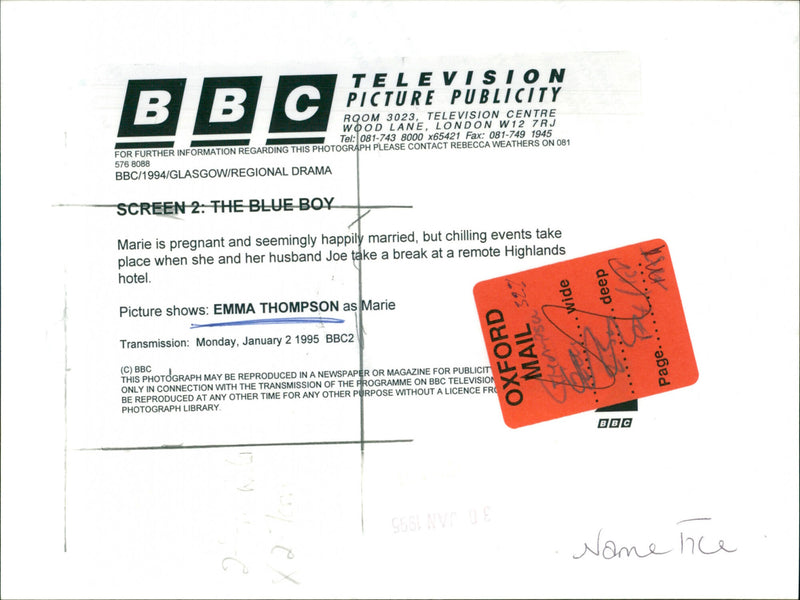 BBC TELEVISION
PICTURE PUBLICITY
ROOM 3023, TELEVISION CENTRE
WOOD LANE, LONDON W12 7RJ
Tel: 081-743 8000 x65421 Fax: 081-749 1945
FOR FURTHER INFORMATION REGARDING THIS PHOTOGRAPH PLEASE CONTACT REBECCA WEATHERS ON 081
576 8088
BBC/1994/GLASGOW/REGIONAL DRAMA
SCREEN 2: THE BLUE BOY
Marie is pregnant and seemingly happily married, but chilling events take
place when she and her husband Joe take a break at a remote Highlands
hotel.
Picture shows: EMMA THOMPSON as Marie
Transmission: Monday, January 2 1995 BBC2
(C) BBC
THIS PHOTOGRAPH MAY BE REPRODUCED IN A NEWSPAPER OR MAGAZINE FOR PUBLICIT
ONLY IN CONNECTION WITH THE TRANSMISSION OF THE PROGRAMME ON BBC TELEVISION
BE REPRODUCED AT ANY OTHER TIME FOR ANY OTHER PURPOSE WITHOUT A LICENCE FRO
PHOTOGRAPH LIBRARY.
OXFORD
MAIL
wide
deep
Page
BBC
JAN 1995
Name